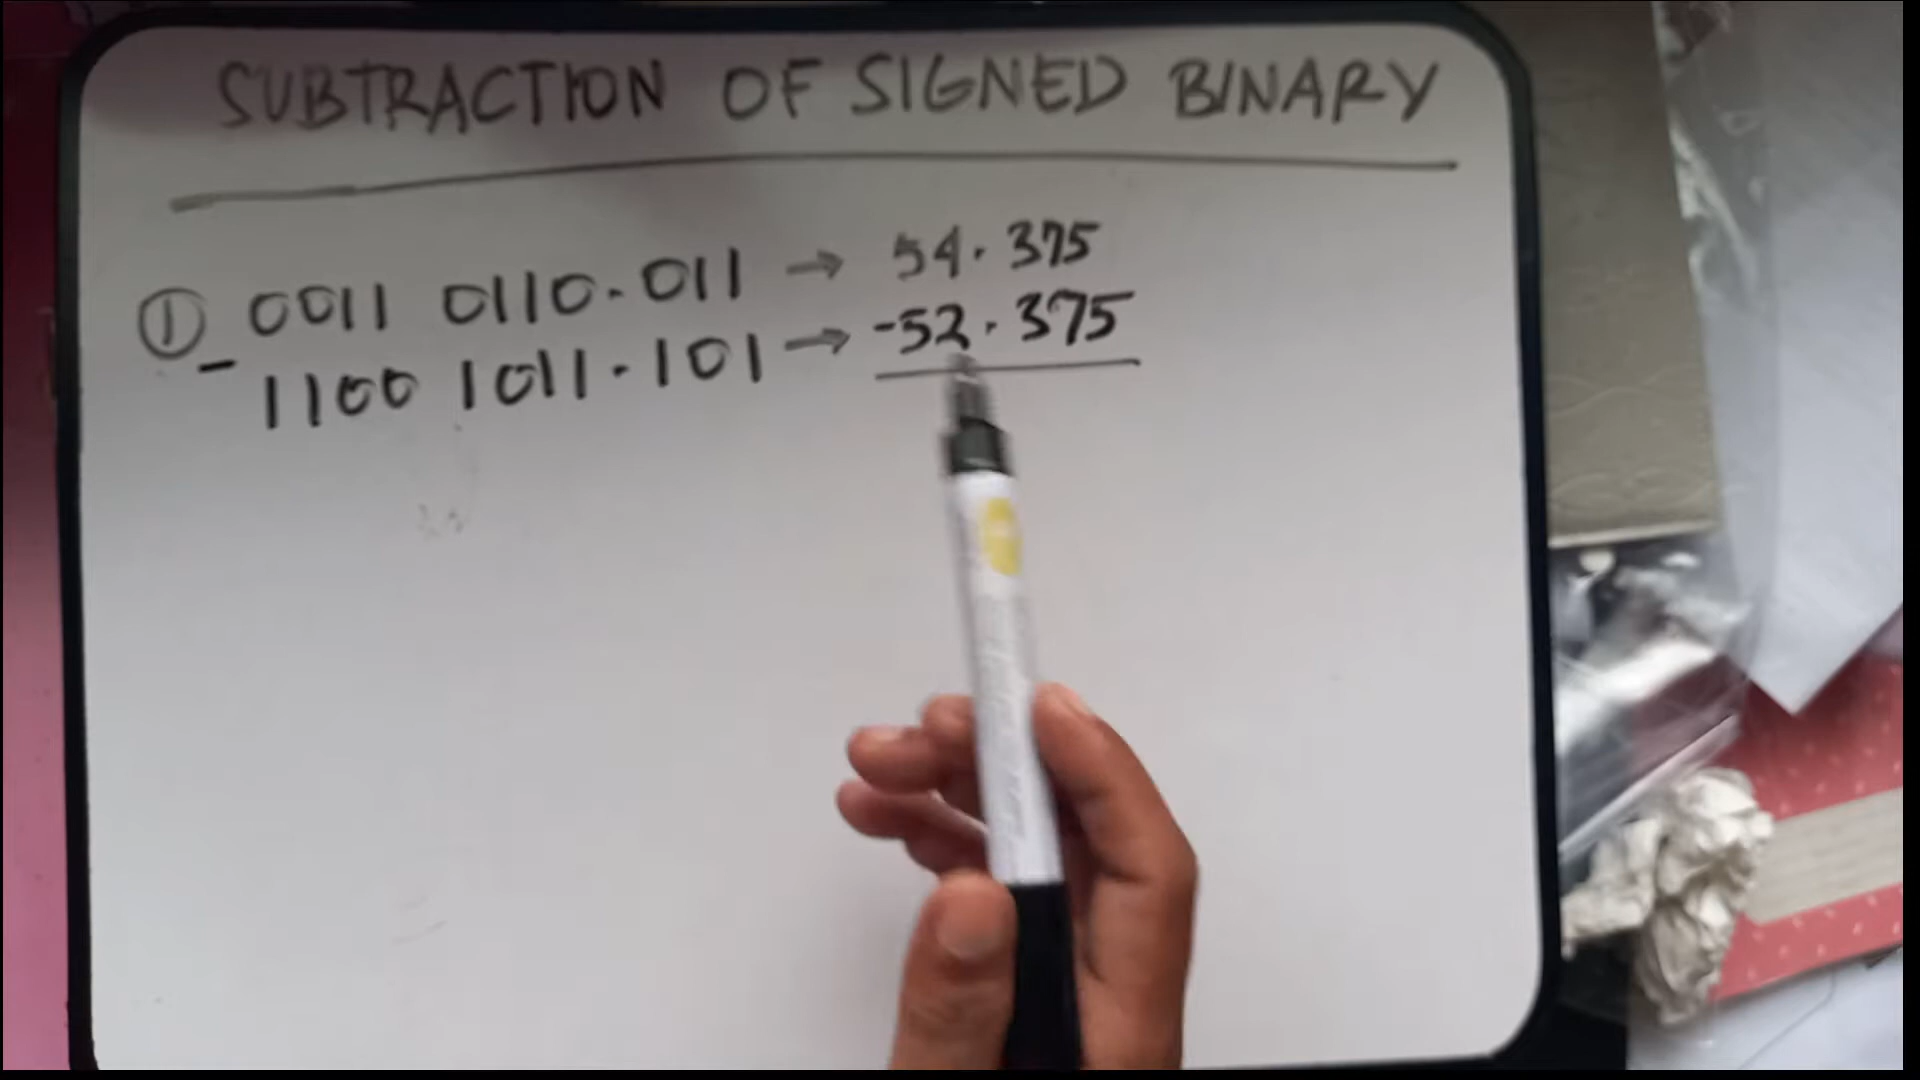 SUBTRACTION OF SIGNED BINARY
① 0011 0110.011 → 54.375
- 1100 1011.101 → -52.375